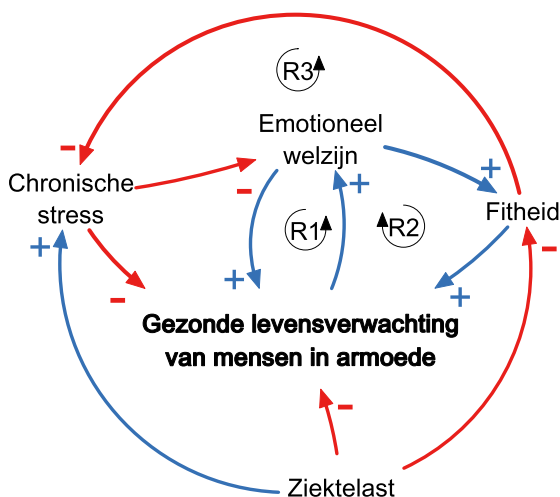 R3
Emotioneel
welzijn
Chronische
stress
Fitheid
R1
R2
Gezonde levensverwachting
van mensen in armoede
Ziektelast
-
-
+
+
+
+
-
+
+
-
-